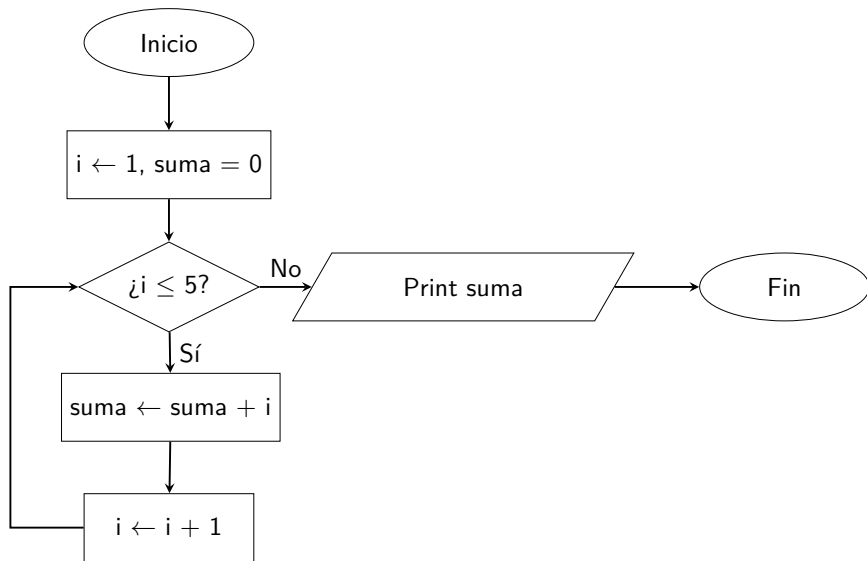 Inicio
i ← 1, suma = 0
¿i ≤ 5?
No
Print suma
Fin
Sí
suma ← suma + i
i ← i + 1